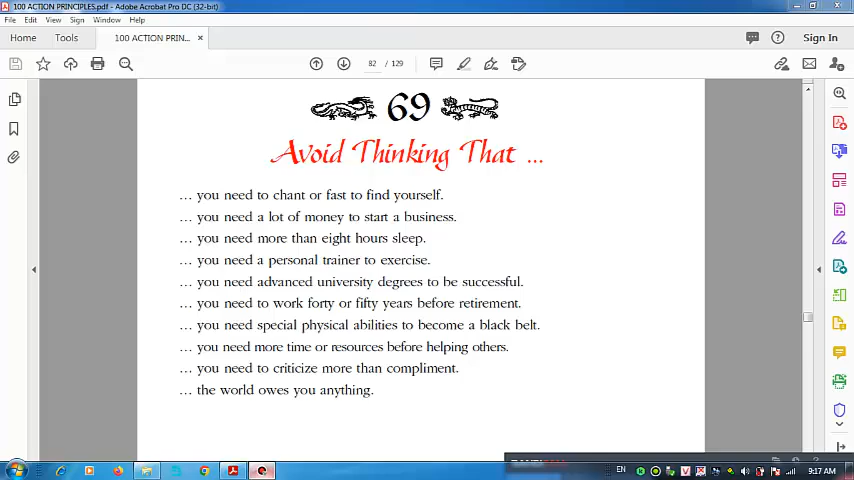 100 ACTION PRINCIPLES.pdf - Adobe Acrobat Pro DC (32-bit)
File Edit View Sign Window Help
Home Tools 100 ACTION PRIN... × Sign In
82 / 129
69
Avoid Thinking That ...
... you need to chant or fast to find yourself.
... you need a lot of money to start a business.
... you need more than eight hours sleep.
... you need a personal trainer to exercise.
... you need advanced university degrees to be successful.
... you need to work forty or fifty years before retirement.
... you need special physical abilities to become a black belt.
... you need more time or resources before helping others.
... you need to criticize more than compliment.
... the world owes you anything.
EN 9:17 AM